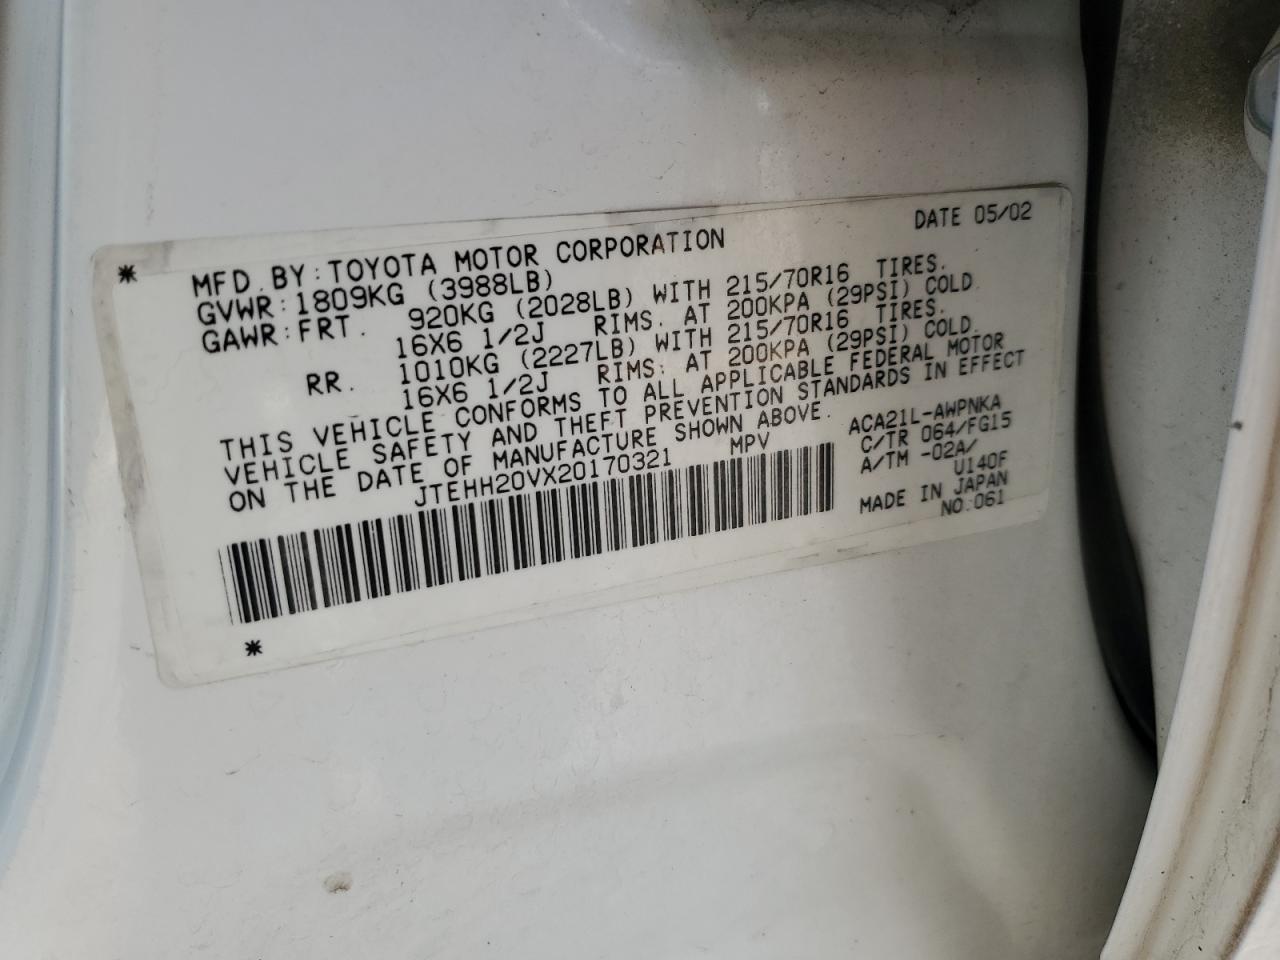 DATE 05/02
MFD. BY: TOYOTA MOTOR CORPORATION
GVWR: 1809KG (3988LB)
GAWR: FRT. 920KG (2028LB) WITH 215/70R16 TIRES.
16X6 1/2J RIMS. AT 200KPA (29PSI) COLD.
RR. 1010KG (2227LB) WITH 215/70R16 TIRES.
16X6 1/2J RIMS: AT 200KPA (29PSI) COLD.
THIS VEHICLE CONFORMS TO ALL APPLICABLE FEDERAL MOTOR
VEHICLE SAFETY AND THEFT PREVENTION STANDARDS IN EFFECT
ON THE DATE OF MANUFACTURE SHOWN ABOVE.
JTEHH20VX20170321 MPV
ACA21L-AWPNKA
C/TR 064/FG15
A/TM -02A/
U140F
MADE IN JAPAN
NO:061